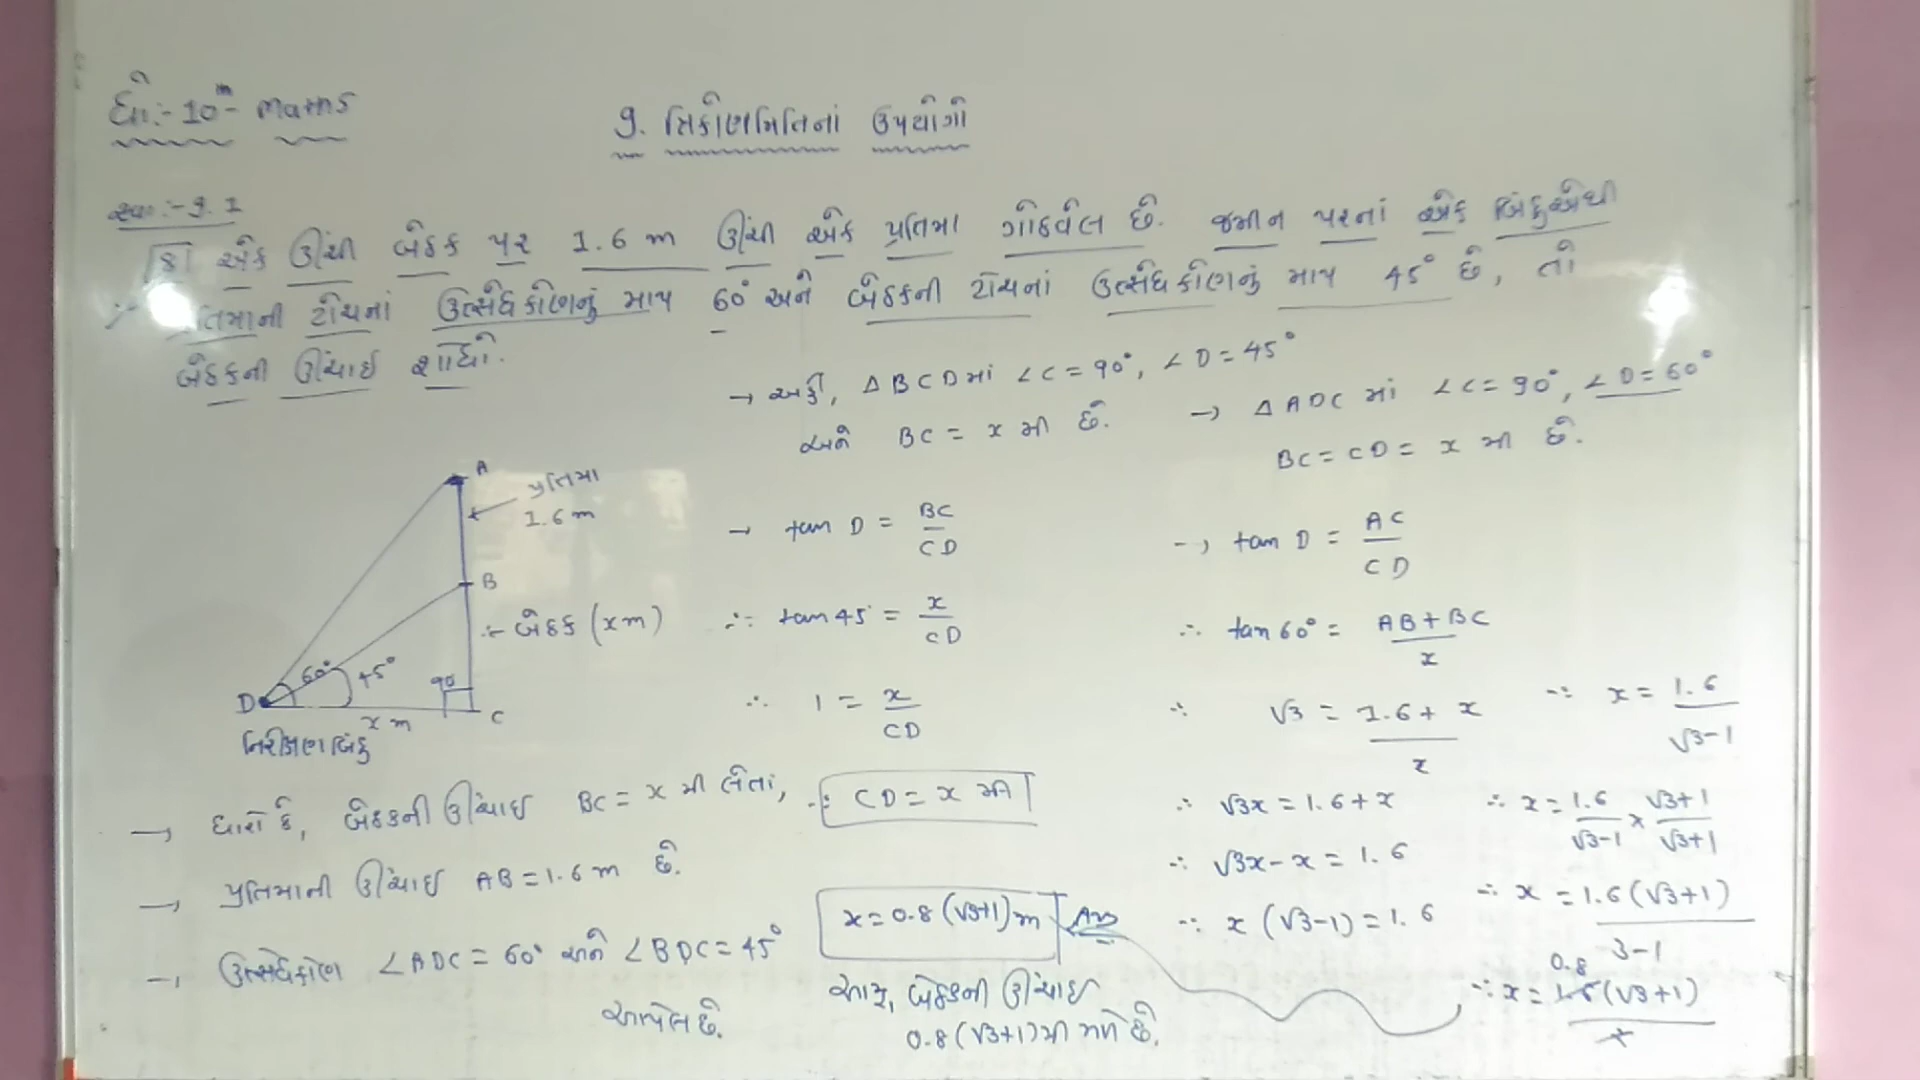 ધો:- 10th Maths
9. ત્રિકોણમિતિનાં ઉપયોગો
સ્વા:- 9.1
8 એક ઊંચી બેઠક પર 1.6 m ઊંચી એક પ્રતિમા ગોઠવેલ છે. જમીન પરનાં એક બિંદુએથી
પ્રતિમાની ટોચનાં ઉત્સેધકોણનું માપ 60° અને બેઠકની ટોચનાં ઉત્સેધકોણનું માપ 45° છે, તો
બેઠકની ઊંચાઈ શોધો.
A
પ્રતિમા
1.6 m
B
બેઠક (x m)
60° 45° 90
D C
x m
નિરીક્ષણબિંદુ
→ ધારો કે, બેઠકની ઊંચાઈ BC = x મી લેતાં,
→ પ્રતિમાની ઊંચાઈ AB = 1.6 m છે.
→ ઉત્સેધકોણ ∠ADC = 60° અને ∠BDC = 45°
આપેલ છે.
→ અહીં, Δ BCD માં ∠C = 90°, ∠D = 45°
અને BC = x મી છે.
→ tan D = BC/CD
∴ tan 45 = x/CD
∴ 1 = x/CD
∴ CD = x મી
→ Δ ADC માં ∠C = 90°, ∠D = 60°
BC = CD = x મી છે.
→ tan D = AC/CD
∴ tan 60° = AB + BC/x
∴ √3 = 1.6 + x/x
∴ √3x = 1.6 + x
∴ √3x - x = 1.6
∴ x (√3-1) = 1.6
∴ x = 1.6/√3-1
∴ x = 1.6/√3-1 × √3+1/√3+1
∴ x = 1.6(√3+1)/3-1
0.8
∴ x = 1.6(√3+1)/2
x = 0.8 (√3+1) m Ans
આમ, બેઠકની ઊંચાઈ
0.8 (√3+1) મી મળે છે.